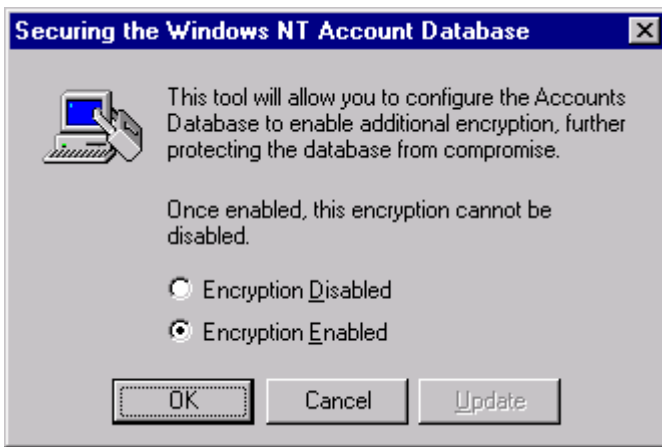 Securing the Windows NT Account Database
This tool will allow you to configure the Accounts
Database to enable additional encryption, further
protecting the database from compromise.
Once enabled, this encryption cannot be
disabled.
Encryption Disabled
Encryption Enabled
OK Cancel Update